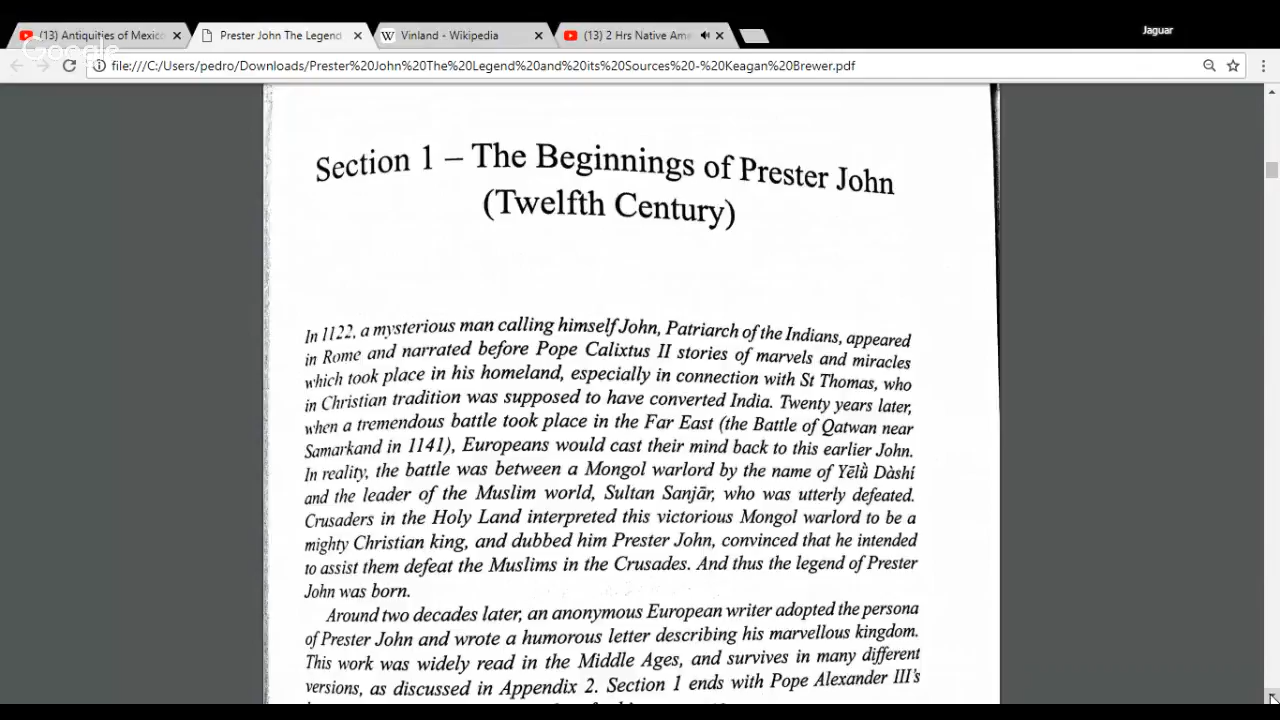 Jaguar
(13) Antiquities of Mexico
Prester John The Legend
Vinland - Wikipedia
(13) 2 Hrs Native Ame
Google
file:///C:/Users/pedro/Downloads/Prester%20John%20The%20Legend%20and%20its%20Sources%20-%20Keagan%20Brewer.pdf
Section 1 – The Beginnings of Prester John
(Twelfth Century)
In 1122, a mysterious man calling himself John, Patriarch of the Indians, appeared
in Rome and narrated before Pope Calixtus II stories of marvels and miracles
which took place in his homeland, especially in connection with St Thomas, who
in Christian tradition was supposed to have converted India. Twenty years later,
when a tremendous battle took place in the Far East (the Battle of Qatwan near
Samarkand in 1141), Europeans would cast their mind back to this earlier John.
In reality, the battle was between a Mongol warlord by the name of Yēlǜ Dàshí
and the leader of the Muslim world, Sultan Sanjār, who was utterly defeated.
Crusaders in the Holy Land interpreted this victorious Mongol warlord to be a
mighty Christian king, and dubbed him Prester John, convinced that he intended
to assist them defeat the Muslims in the Crusades. And thus the legend of Prester
John was born.
Around two decades later, an anonymous European writer adopted the persona
of Prester John and wrote a humorous letter describing his marvellous kingdom.
This work was widely read in the Middle Ages, and survives in many different
versions, as discussed in Appendix 2. Section 1 ends with Pope Alexander III's